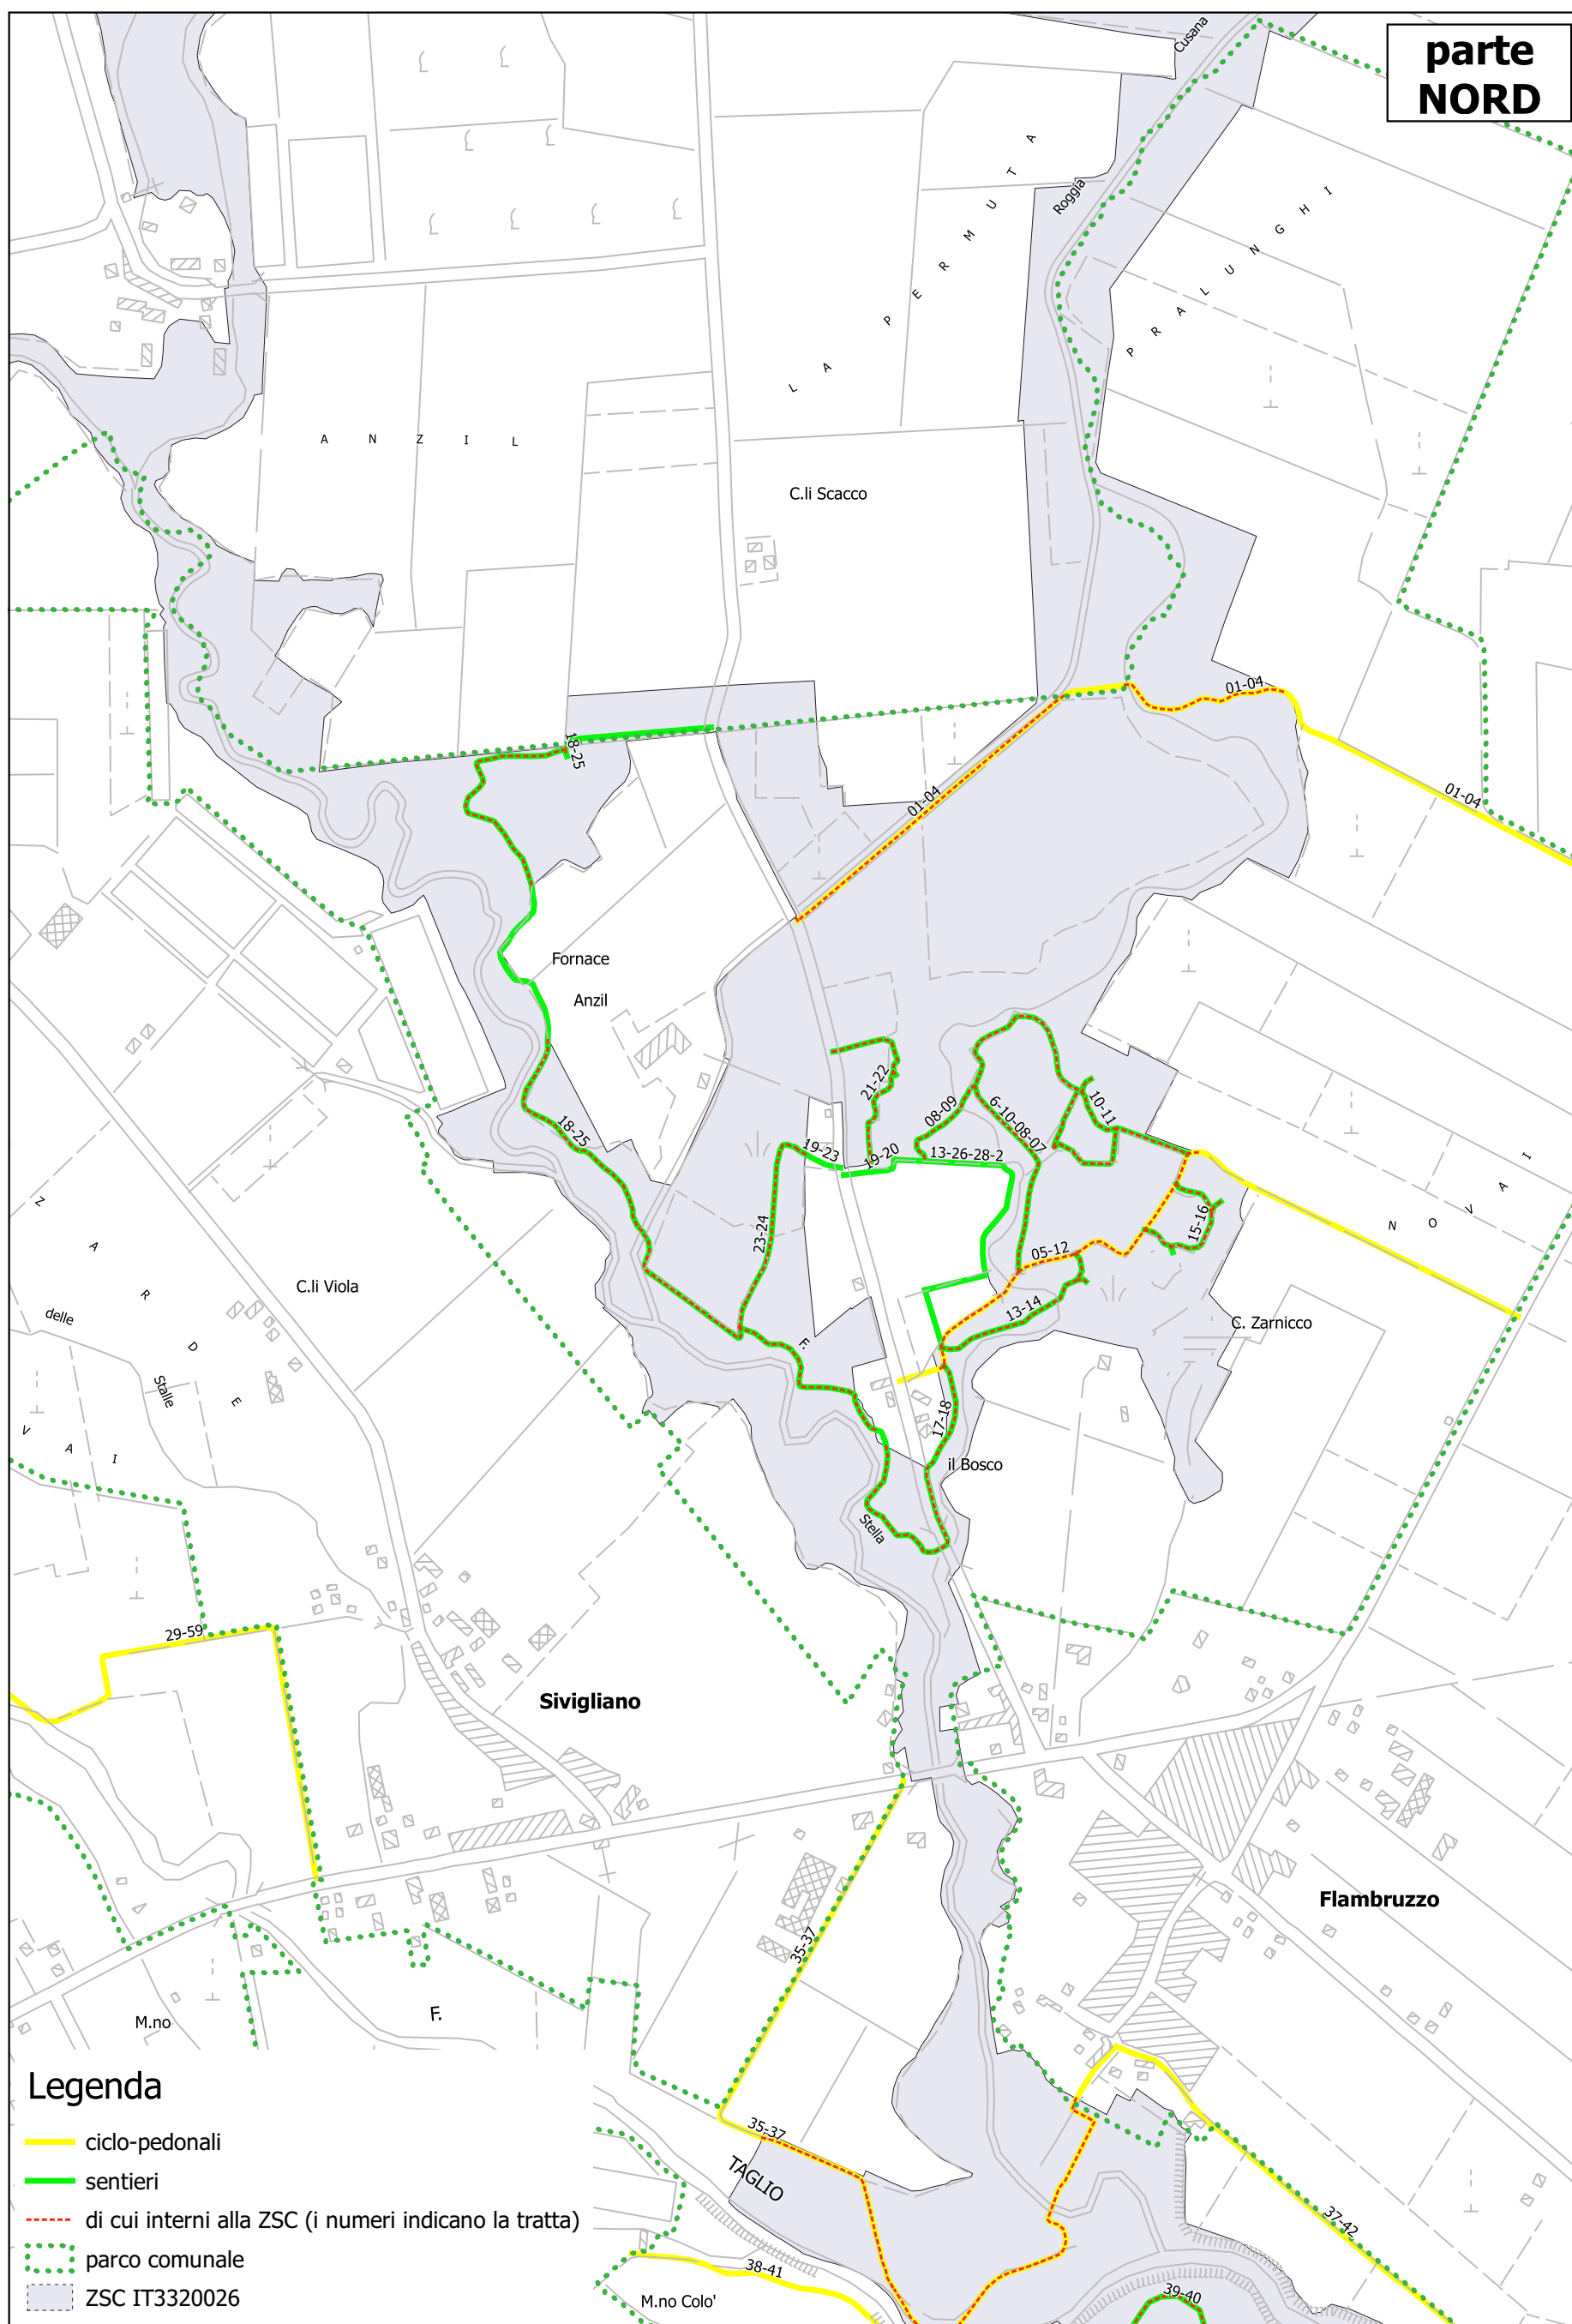 parte
NORD
Cusana
Roggia
LA PERMUTA
PRALUNGHI
ANZIL
C.li Scacco
01-04
01-04
01-04
18-25
Fornace
Anzil
21-22
08-09
6-10-08-07
10-11
19-23
19-20
13-26-28-2
18-25
23-24
15-16
05-12
13-14
NOVAI
ZARDE
C.li Viola
delle
Stalle
VAI
C. Zarnicco
F.
17-18
il Bosco
Stella
29-59
Sivigliano
Flambruzzo
35-37
M.no
F.
35-37
TAGLIO
37-42
38-41
39-40
M.no Colo'
Legenda
ciclo-pedonali
sentieri
di cui interni alla ZSC (i numeri indicano la tratta)
parco comunale
ZSC IT3320026